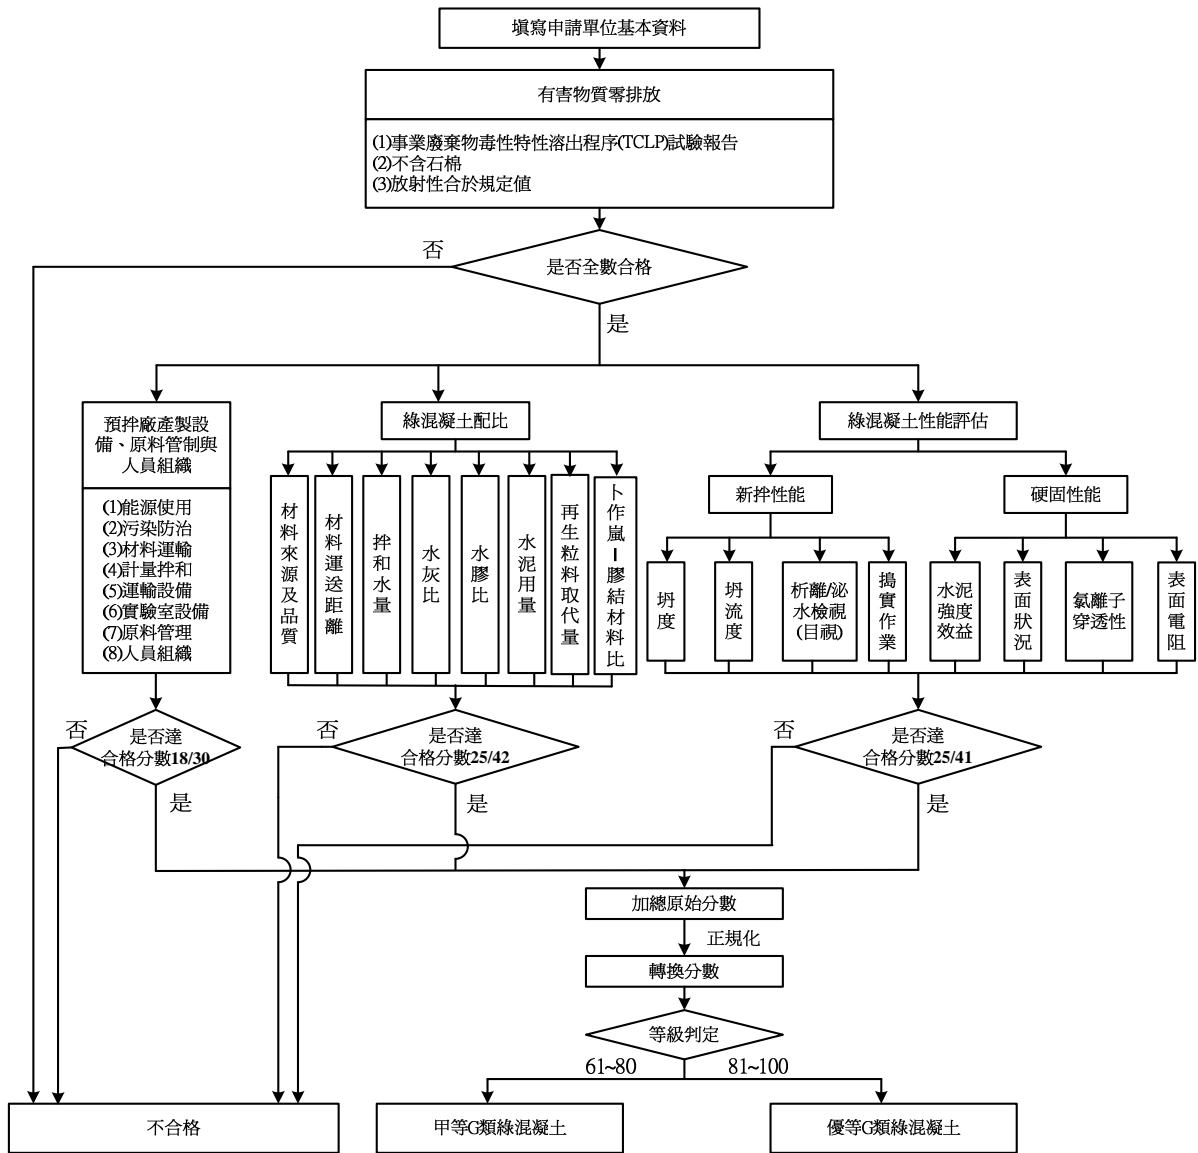 填寫申請單位基本資料
有害物質零排放
(1)事業廢棄物毒性特性溶出程序(TCLP)試驗報告
(2)不含石棉
(3)放射性合於規定值
是否全數合格
否
是
預拌廠產製設
備、原料管制與
人員組織
(1)能源使用
(2)污染防治
(3)材料運輸
(4)計量拌和
(5)運輸設備
(6)實驗室設備
(7)原料管理
(8)人員組織
綠混凝土配比
材料來源及品質
材料運送距離
拌和水量
水灰比
水膠比
水泥用量
再生粒料取代量
卜作嵐-膠結材料比
綠混凝土性能評估
新拌性能
坍度
坍流度
析離/泌
水檢視
(目視)
搗實作業
硬固性能
水泥
強度
效益
表面狀況
氯離子
穿透性
表面電阻
否
是否達
合格分數18/30
是
否
是否達
合格分數25/42
是
否
是否達
合格分數25/41
是
加總原始分數
正規化
轉換分數
等級判定
61~80
81~100
不合格
甲等G類綠混凝土
優等G類綠混凝土